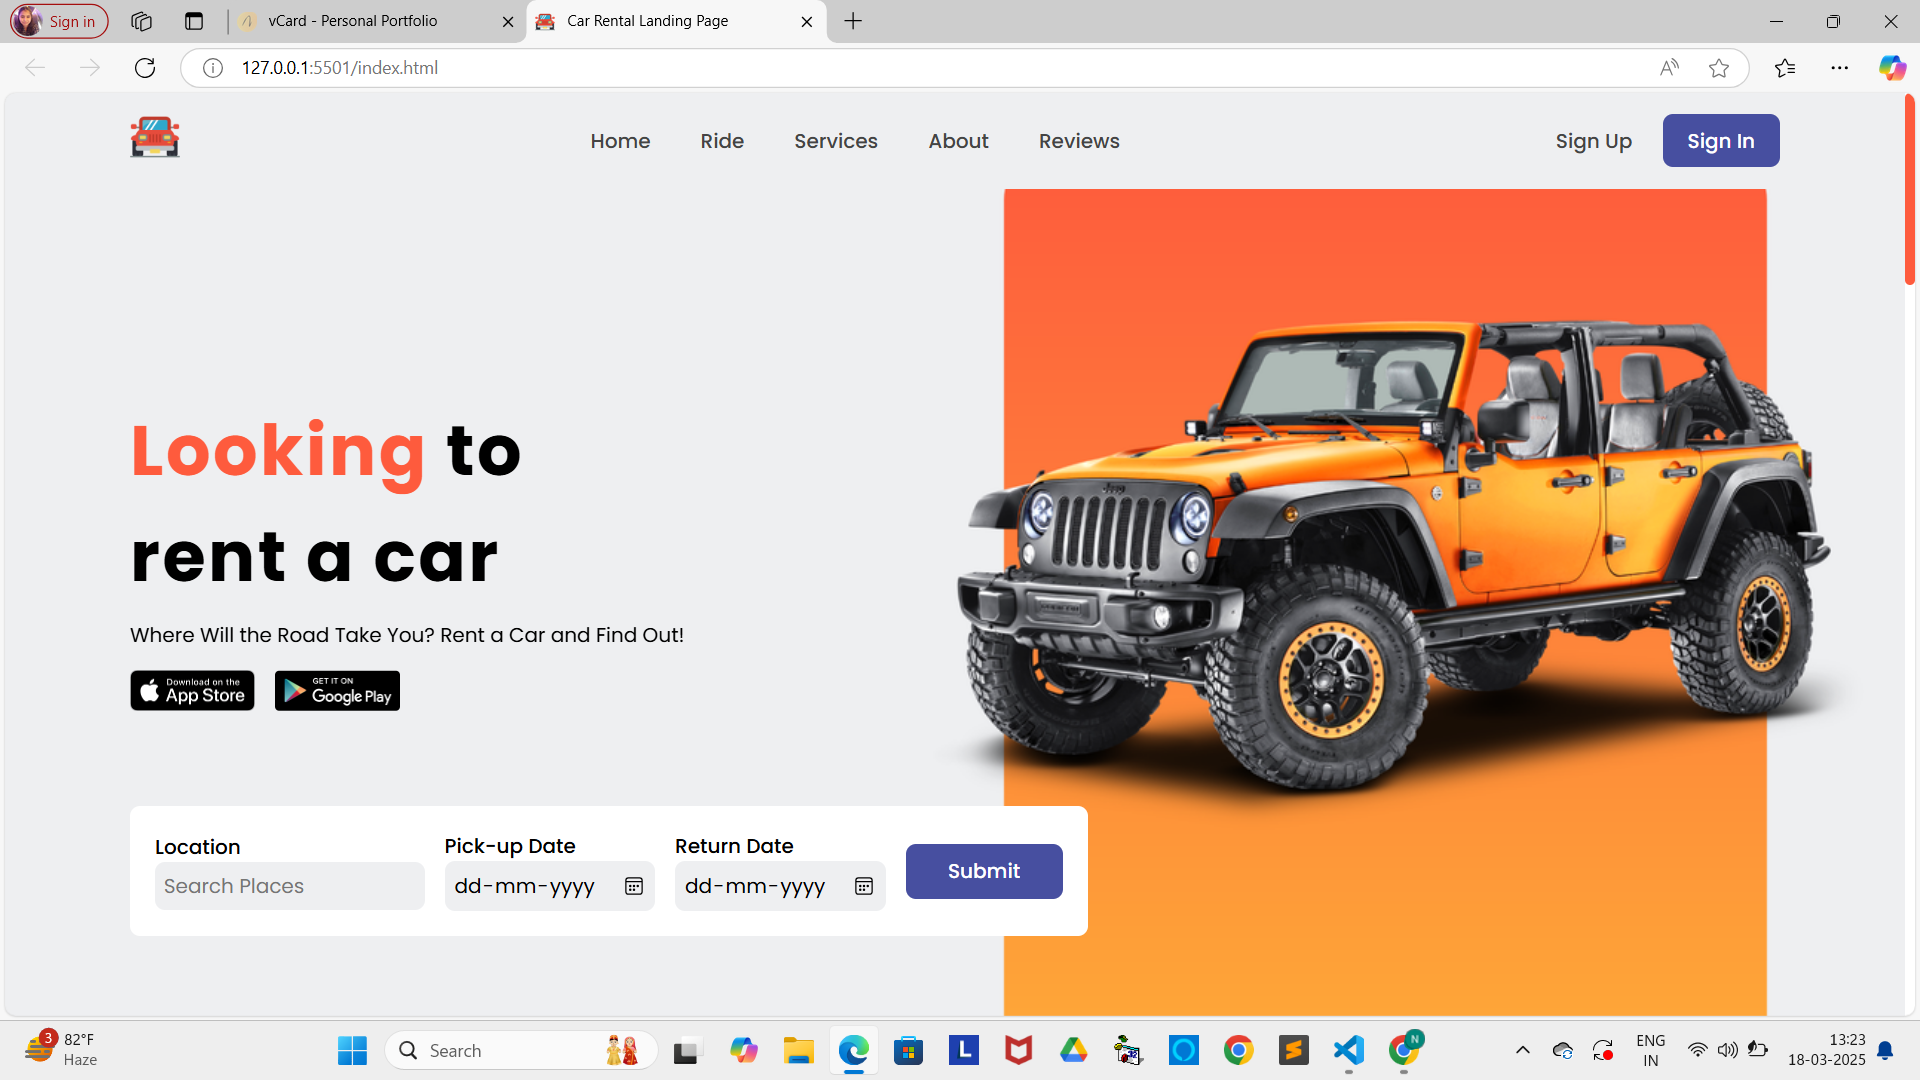 Sign in
vCard - Personal Portfolio
Car Rental Landing Page
127.0.0.1:5501/index.html
Home Ride Services About Reviews Sign Up Sign In
Looking to
rent a car
Where Will the Road Take You? Rent a Car and Find Out!
Download on the
App Store
GET IT ON
Google Play
Jeep
Location Pick-up Date Return Date
Search Places dd-mm-yyyy dd-mm-yyyy Submit
3
82°F
Haze
Search
L
N
ENG
IN
13:23
18-03-2025